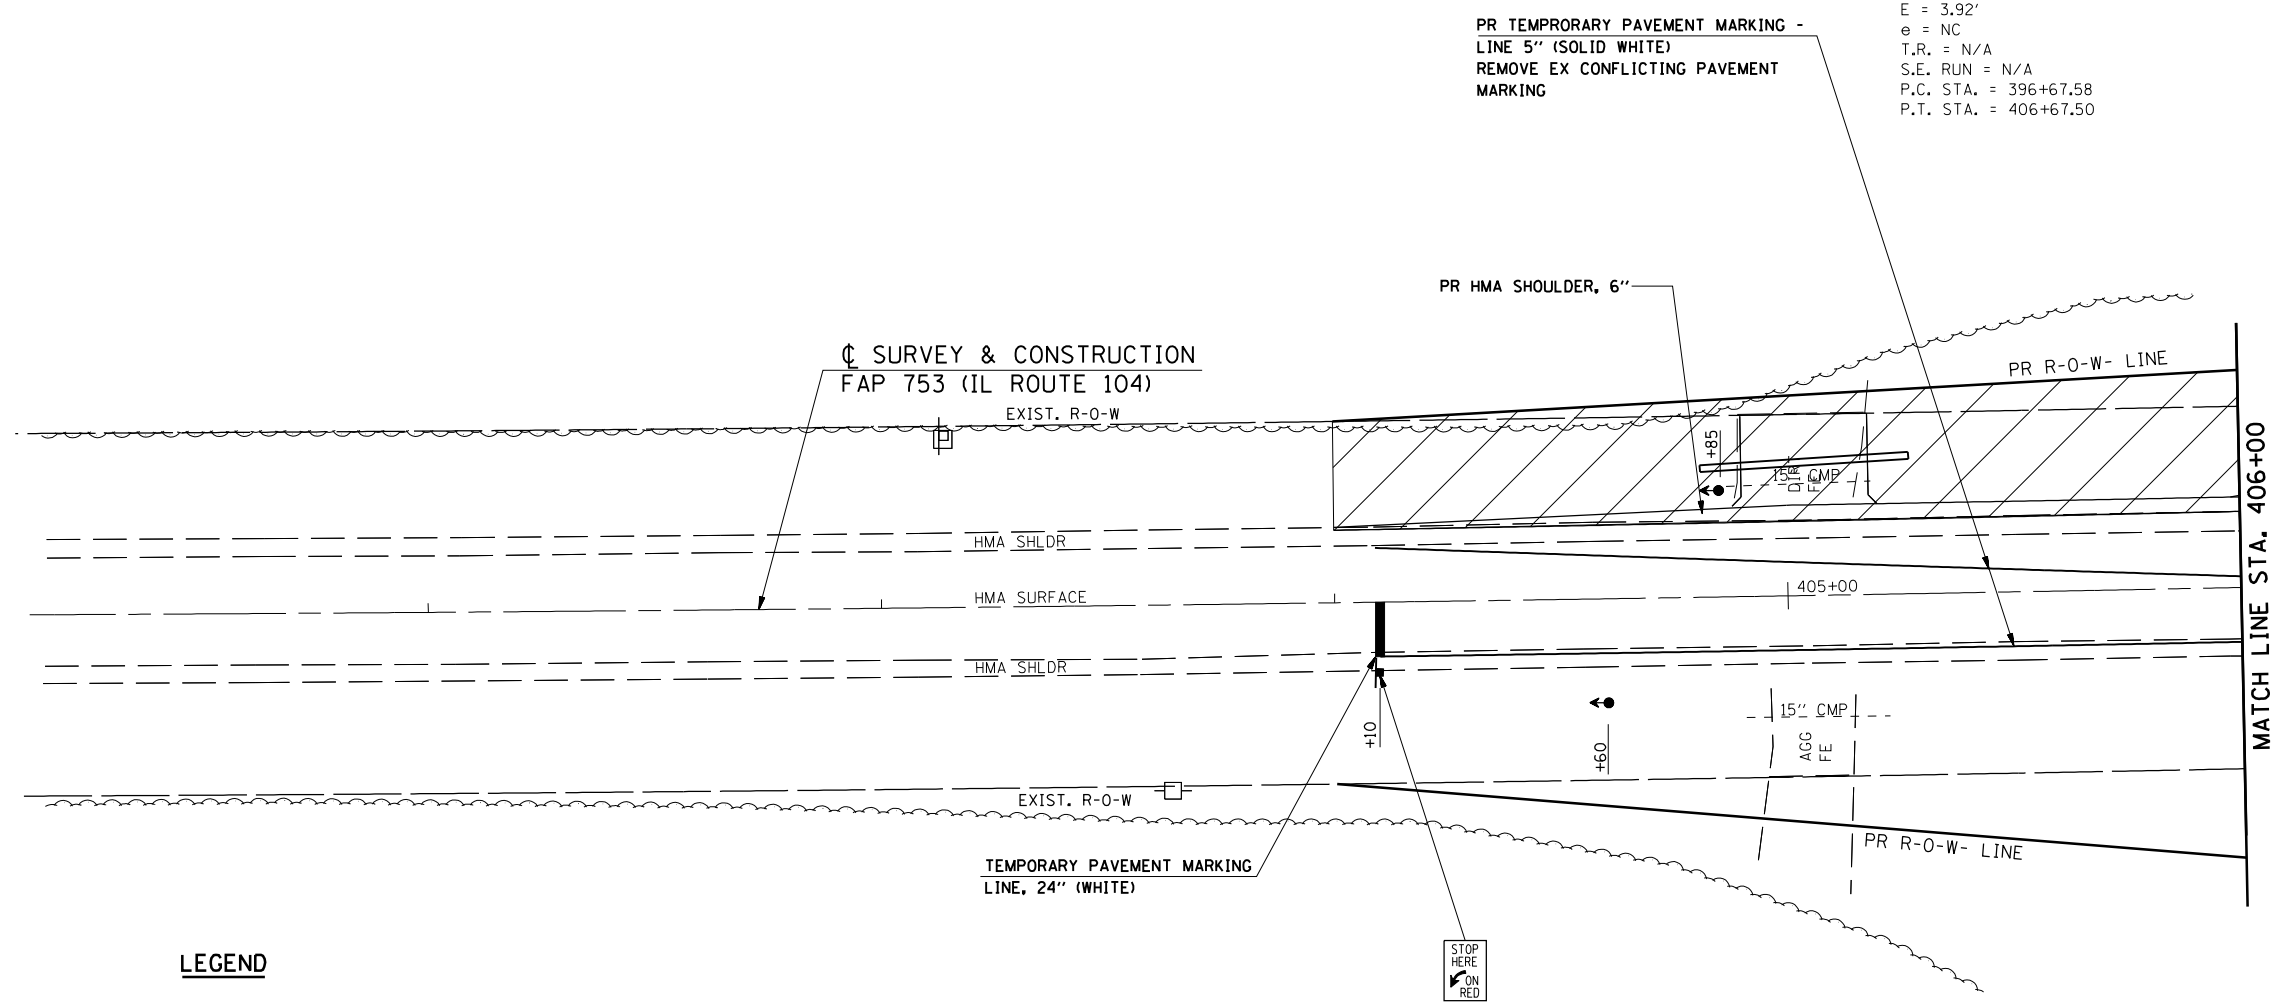 E = 3.92'
e = NC
T.R. = N/A
S.E. RUN = N/A
P.C. STA. = 396+67.58
P.T. STA. = 406+67.50
PR TEMPRORARY PAVEMENT MARKING -
LINE 5" (SOLID WHITE)
REMOVE EX CONFLICTING PAVEMENT
MARKING
PR HMA SHOULDER, 6"
℄ SURVEY & CONSTRUCTION
FAP 753 (IL ROUTE 104)
EXIST. R-O-W
PR R-O-W- LINE
+85
15" CMP
DIR
FE
HMA SHLDR
HMA SURFACE
405+00
HMA SHLDR
MATCH LINE STA. 406+00
+10
+60
15" CMP
AGG
FE
EXIST. R-O-W
PR R-O-W- LINE
TEMPORARY PAVEMENT MARKING
LINE, 24" (WHITE)
LEGEND
STOP
HERE
ON
RED